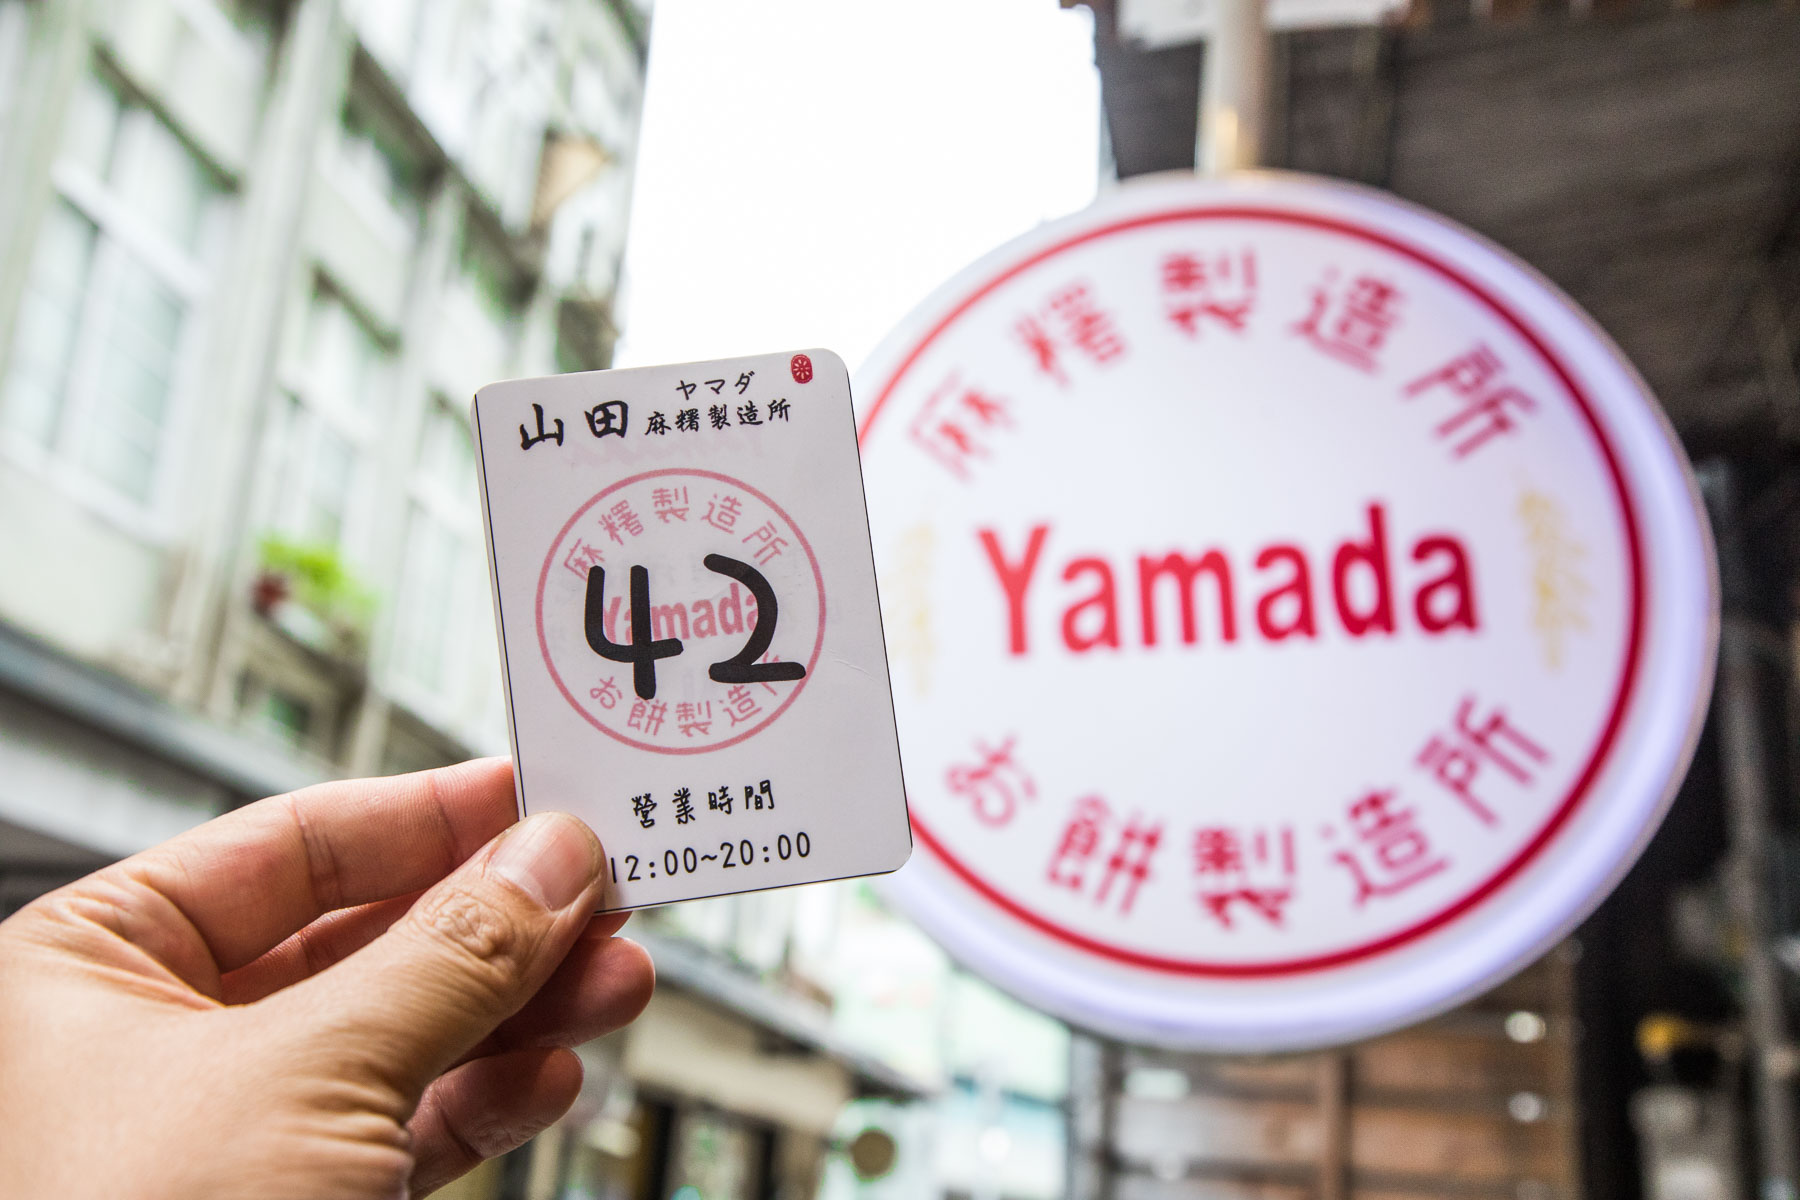 ヤマダ
山田 麻糬製造所
麻糬製造所
Yamada
42
お餅製造
營業時間
12:00~20:00
麻糬製造所
Yamada
お餅製造所